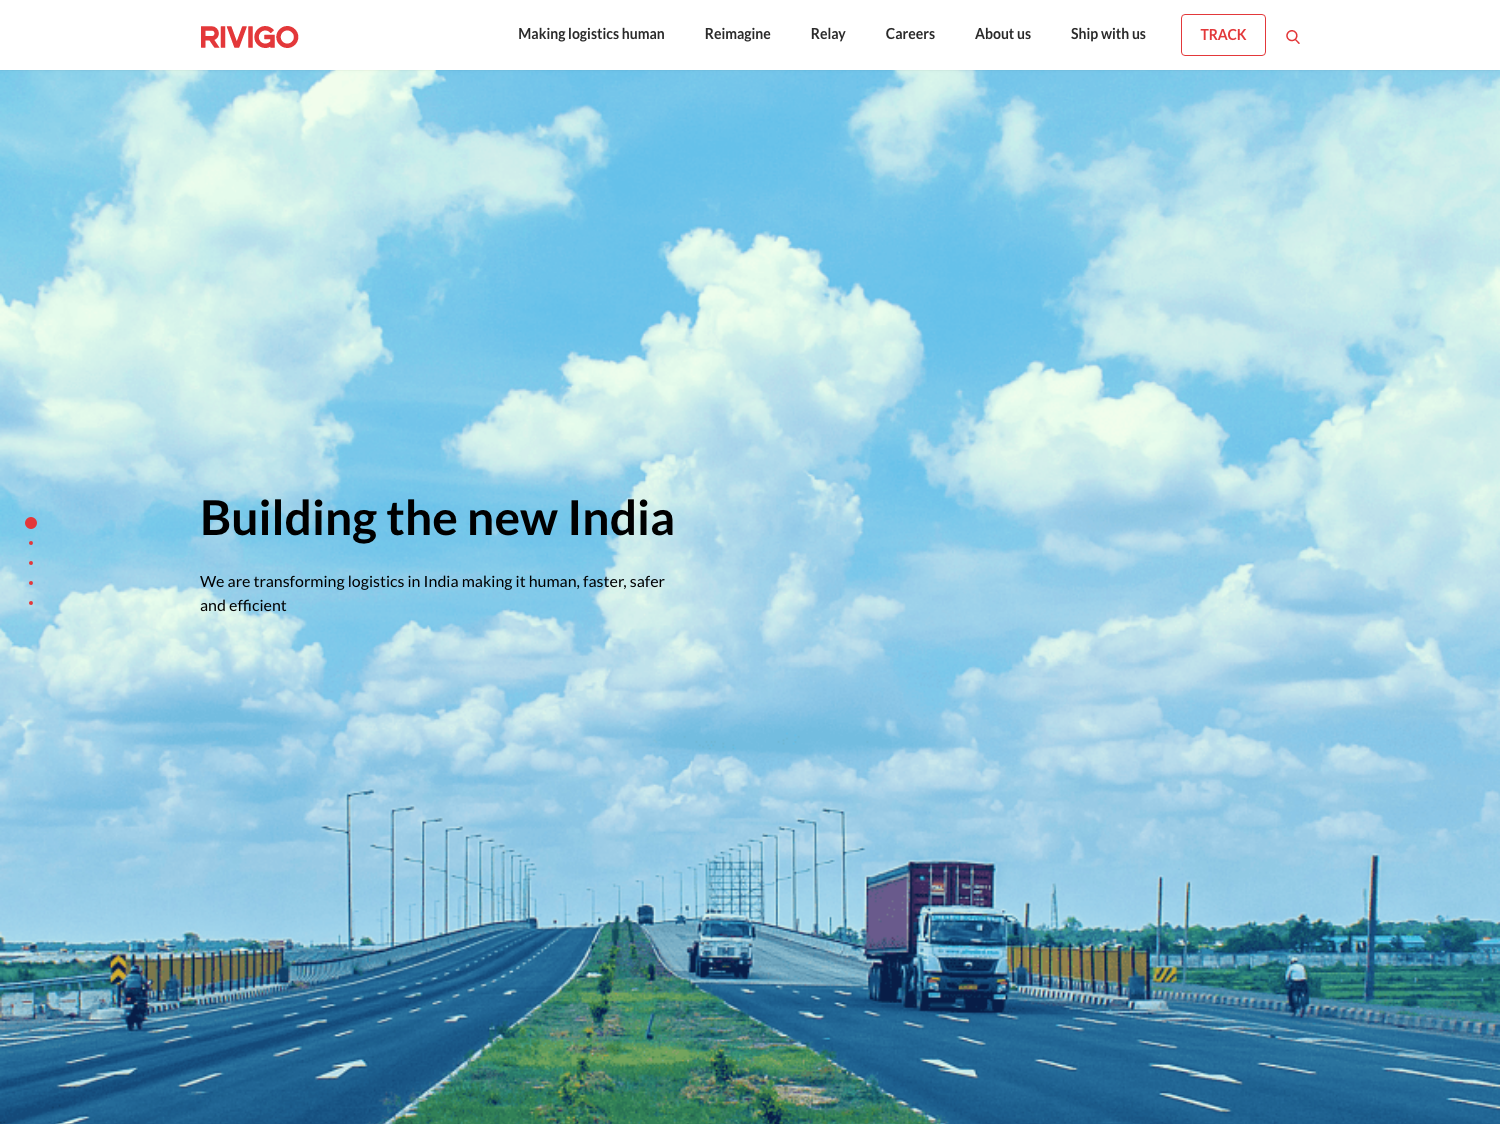 RIVIGO
Making logistics human
Reimagine
Relay
Careers
About us
Ship with us
TRACK
Building the new India
We are transforming logistics in India making it human, faster, safer
and efficient